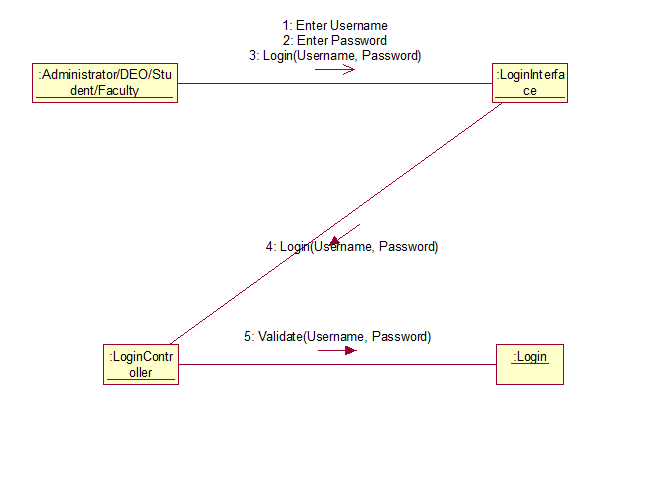 1: Enter Username
2: Enter Password
3: Login(Username, Password)
:Administrator/DEO/Stu
dent/Faculty
:LoginInterfa
ce
4: Login(Username, Password)
5: Validate(Username, Password)
:LoginContr
oller
:Login